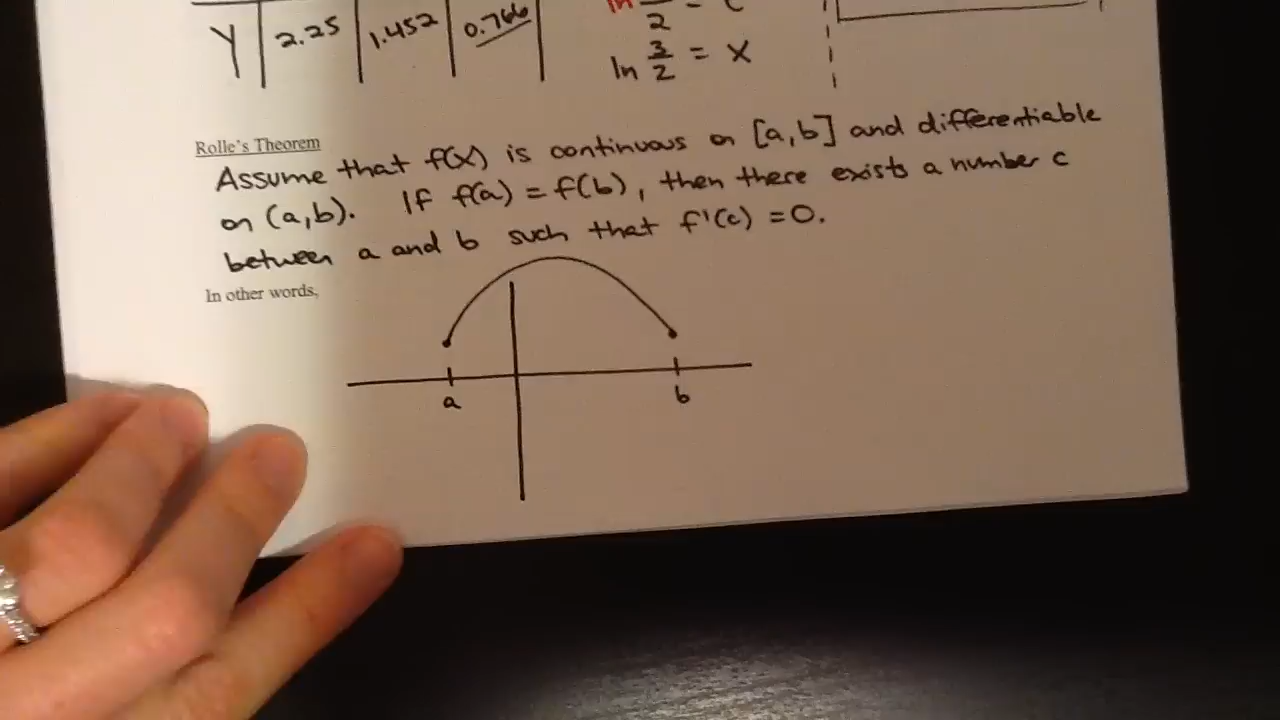 Y 2.25 1.452 0.766
2
ln 3/2 = x
Rolle's Theorem
Assume that f(x) is continuous on [a,b] and differentiable
on (a,b). If f(a) = f(b), then there exists a number c
between a and b such that f'(c) = 0.
In other words,
a b